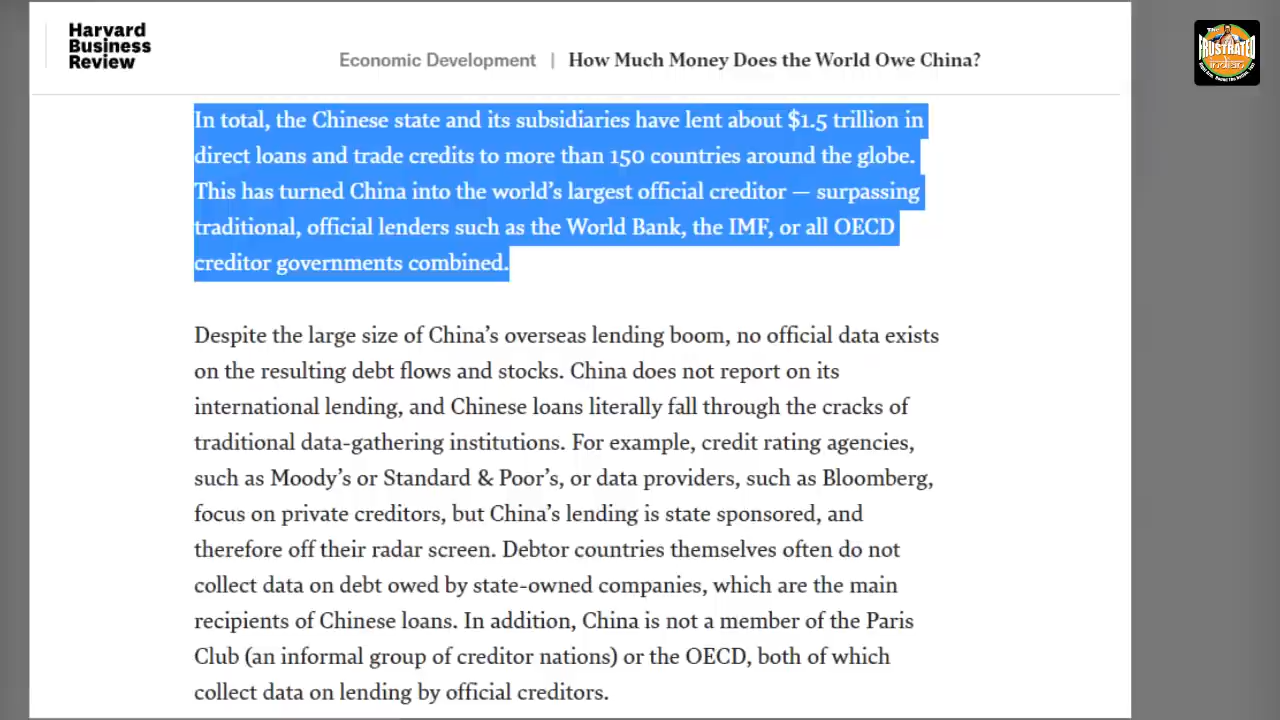 Harvard
Business
Review
Economic Development | How Much Money Does the World Owe China?
The
FRUSTRATED
indian
In total, the Chinese state and its subsidiaries have lent about $1.5 trillion in
direct loans and trade credits to more than 150 countries around the globe.
This has turned China into the world’s largest official creditor — surpassing
traditional, official lenders such as the World Bank, the IMF, or all OECD
creditor governments combined.
Despite the large size of China’s overseas lending boom, no official data exists
on the resulting debt flows and stocks. China does not report on its
international lending, and Chinese loans literally fall through the cracks of
traditional data-gathering institutions. For example, credit rating agencies,
such as Moody’s or Standard & Poor’s, or data providers, such as Bloomberg,
focus on private creditors, but China’s lending is state sponsored, and
therefore off their radar screen. Debtor countries themselves often do not
collect data on debt owed by state-owned companies, which are the main
recipients of Chinese loans. In addition, China is not a member of the Paris
Club (an informal group of creditor nations) or the OECD, both of which
collect data on lending by official creditors.